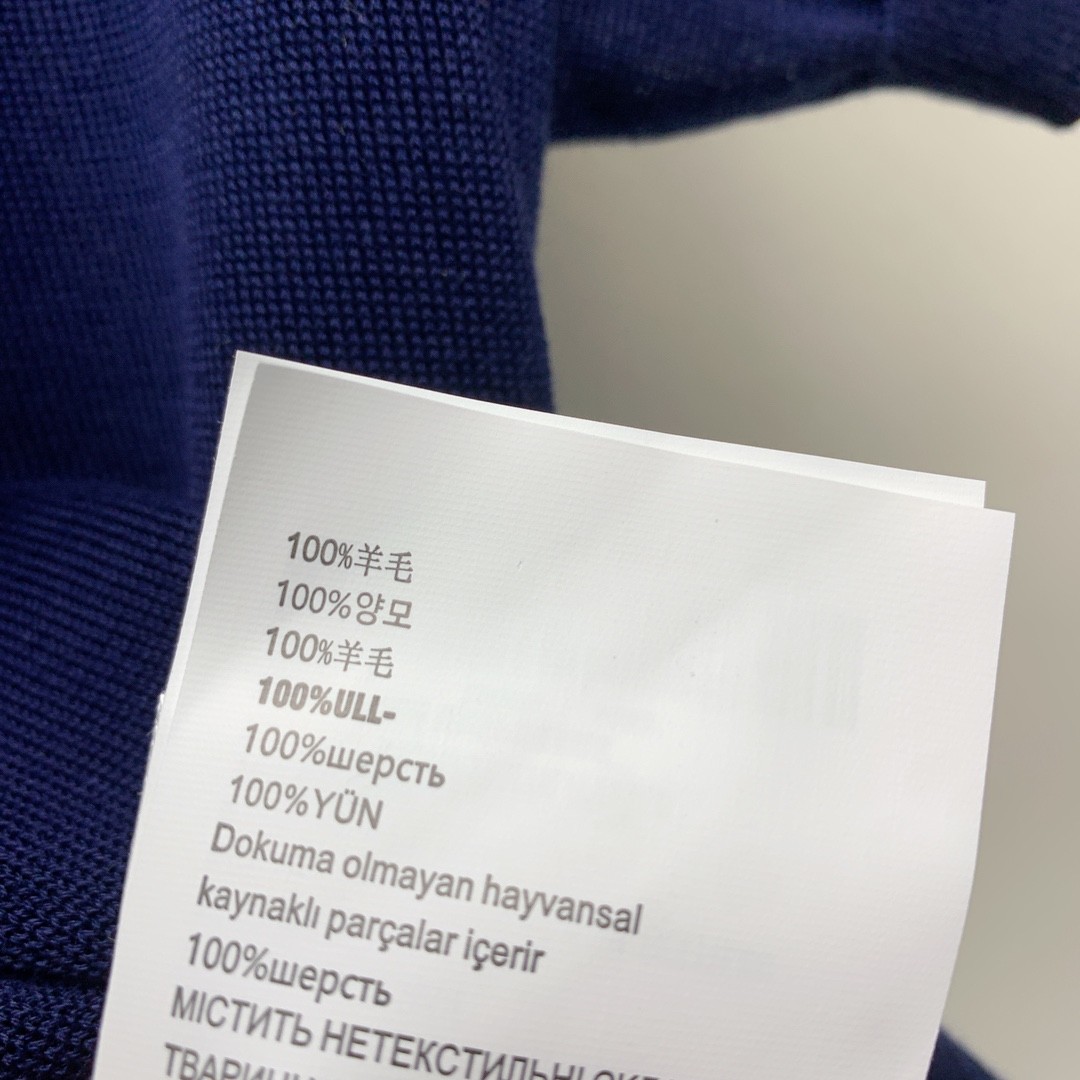 100%羊毛
100%양모
100%羊毛
100%ULL-
100%шерсть
100%YÜN
Dokuma olmayan hayvansal
kaynaklı parçalar içerir
100%шерсть
МІСТИТЬ